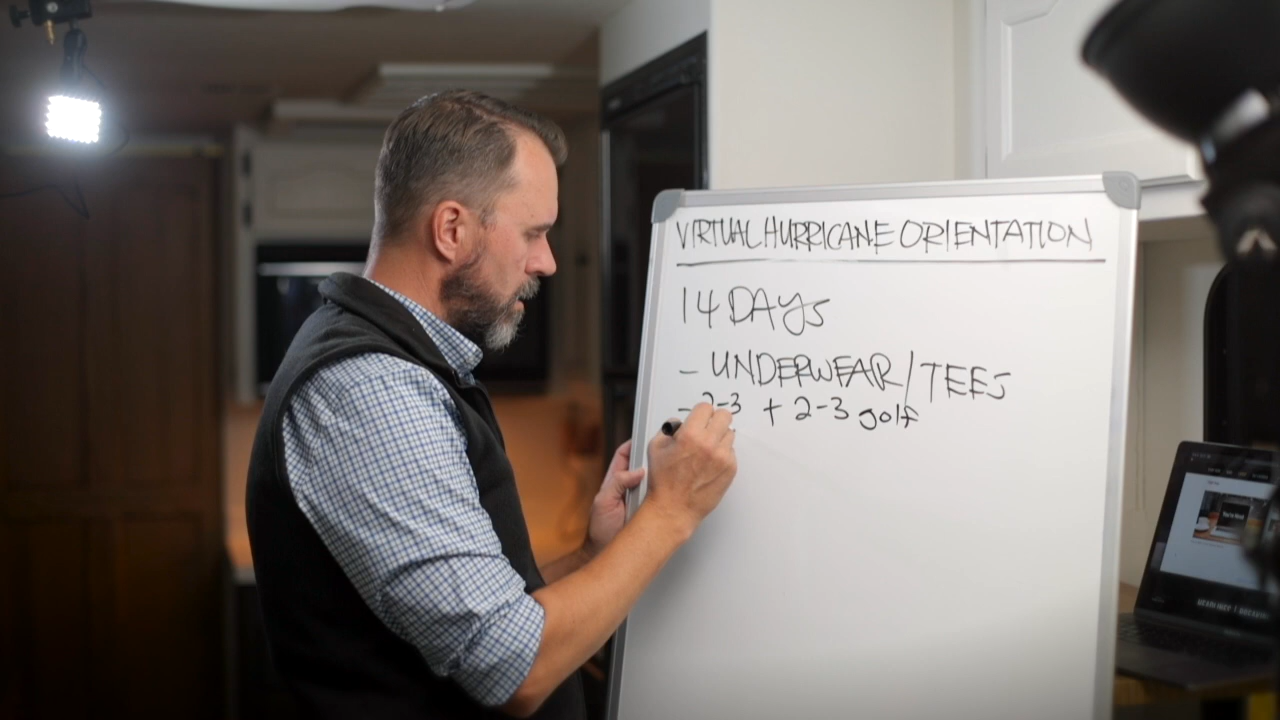 VIRTUAL HURRICANE ORIENTATION
14 DAYS
- UNDERWEAR/TEES
- 2-3 + 2-3 golf